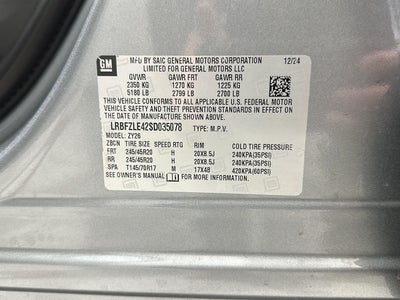 GM
MFD BY SAIC GENERAL MOTORS CORPORATION 12/24
LIMITED FOR GENERAL MOTORS LLC
GVWR GAWR FRT GAWR RR
2350 KG 1270 KG 1225 KG
5180 LB 2799 LB 2700 LB
THIS VEHICLE CONFORMS TO ALL APPLICABLE U.S. FEDERAL MOTOR
VEHICLE SAFETY AND THEFT PREVENTION STANDARDS IN EFFECT
ON THE DATE OF MANUFACTURE SHOWN ABOVE.
LRBFZLE42SD035078 TYPE: M.P.V.
MODEL: ZY26
ZBCN TIRE SIZE SPEED RTG RIM COLD TIRE PRESSURE
FRT 245/45R20 H 20X8.5J 240KPA(35PSI)
RR 245/45R20 H 20X8.5J 240KPA(35PSI)
SPA T145/70R17 M 17X4B 420KPA(60PSI)
SEE OWNER'S MANUAL FOR MORE INFORMATION.